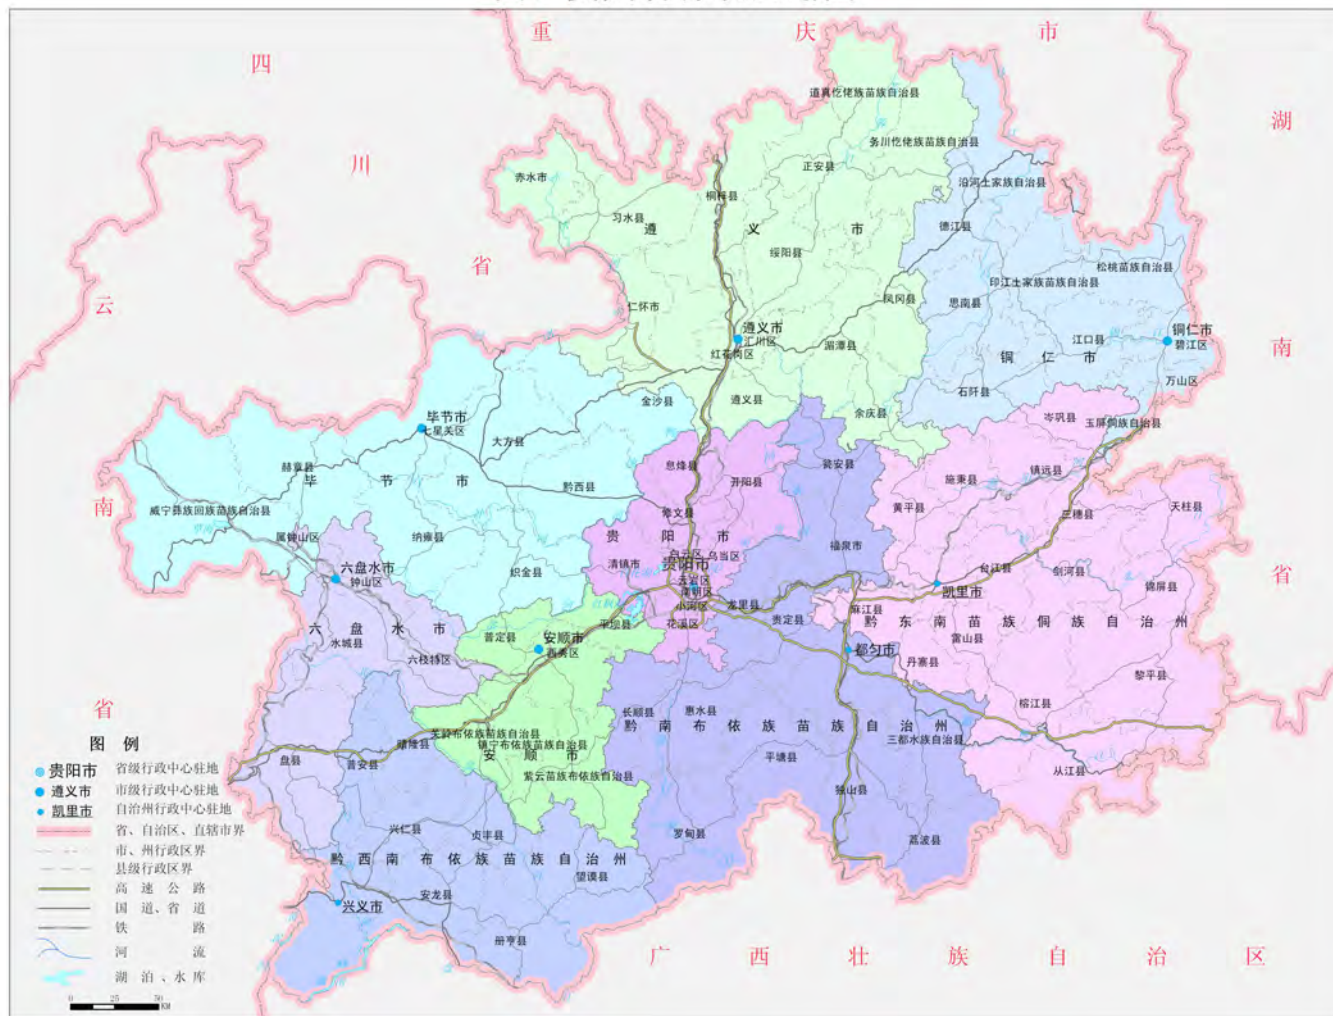 重庆市
四川省
湖南省
云南省
广西壮族自治区
道真仡佬族苗族自治县
务川仡佬族苗族自治县
正安县
沿河土家族自治县
赤水市
桐梓县
习水县
遵义市
德江县
绥阳县
松桃苗族自治县
印江土家族苗族自治县
凤冈县
思南县
仁怀市
遵义市
汇川区
红花岗区
湄潭县
江口县
铜仁市
碧江区
铜仁市
万山区
石阡县
金沙县
遵义县
余庆县
岑巩县
玉屏侗族自治县
毕节市
七星关区
大方县
赫章县
毕节市
息烽县
开阳县
瓮安县
黔西县
施秉县
镇远县
黄平县
三穗县
天柱县
威宁县族回族苗族自治县
修文县
属钟山区
纳雍县
贵阳市
白云区
乌当区
福泉市
清镇市
贵阳市
云岩区
南明区
小河区
花溪区
六盘水市
钟山区
织金县
台江县
剑河县
锦屏县
凯里市
龙里县
贵定县
麻江县
黔东南苗族侗族自治州
六盘水市
水城县
普定县
安顺市
西秀区
平坝县
雷山县
都匀市
丹寨县
六枝特区
黎平县
榕江县
长顺县
惠水县
黔南布依族苗族自治州
三都水族自治县
关岭布依族苗族自治县
镇宁布依族苗族自治县
安顺市
晴隆县
普安县
盘县
平塘县
从江县
紫云苗族布依族自治县
独山县
兴仁县
贞丰县
罗甸县
荔波县
黔西南布依族苗族自治州
望谟县
安龙县
兴义市
册亨县
图例
贵阳市 省级行政中心驻地
遵义市 市级行政中心驻地
凯里市 自治州行政中心驻地
省、自治区、直辖市界
市、州行政区界
县级行政区界
高速公路
国道、省道
铁路
河流
湖泊、水库
0 25 50
KM